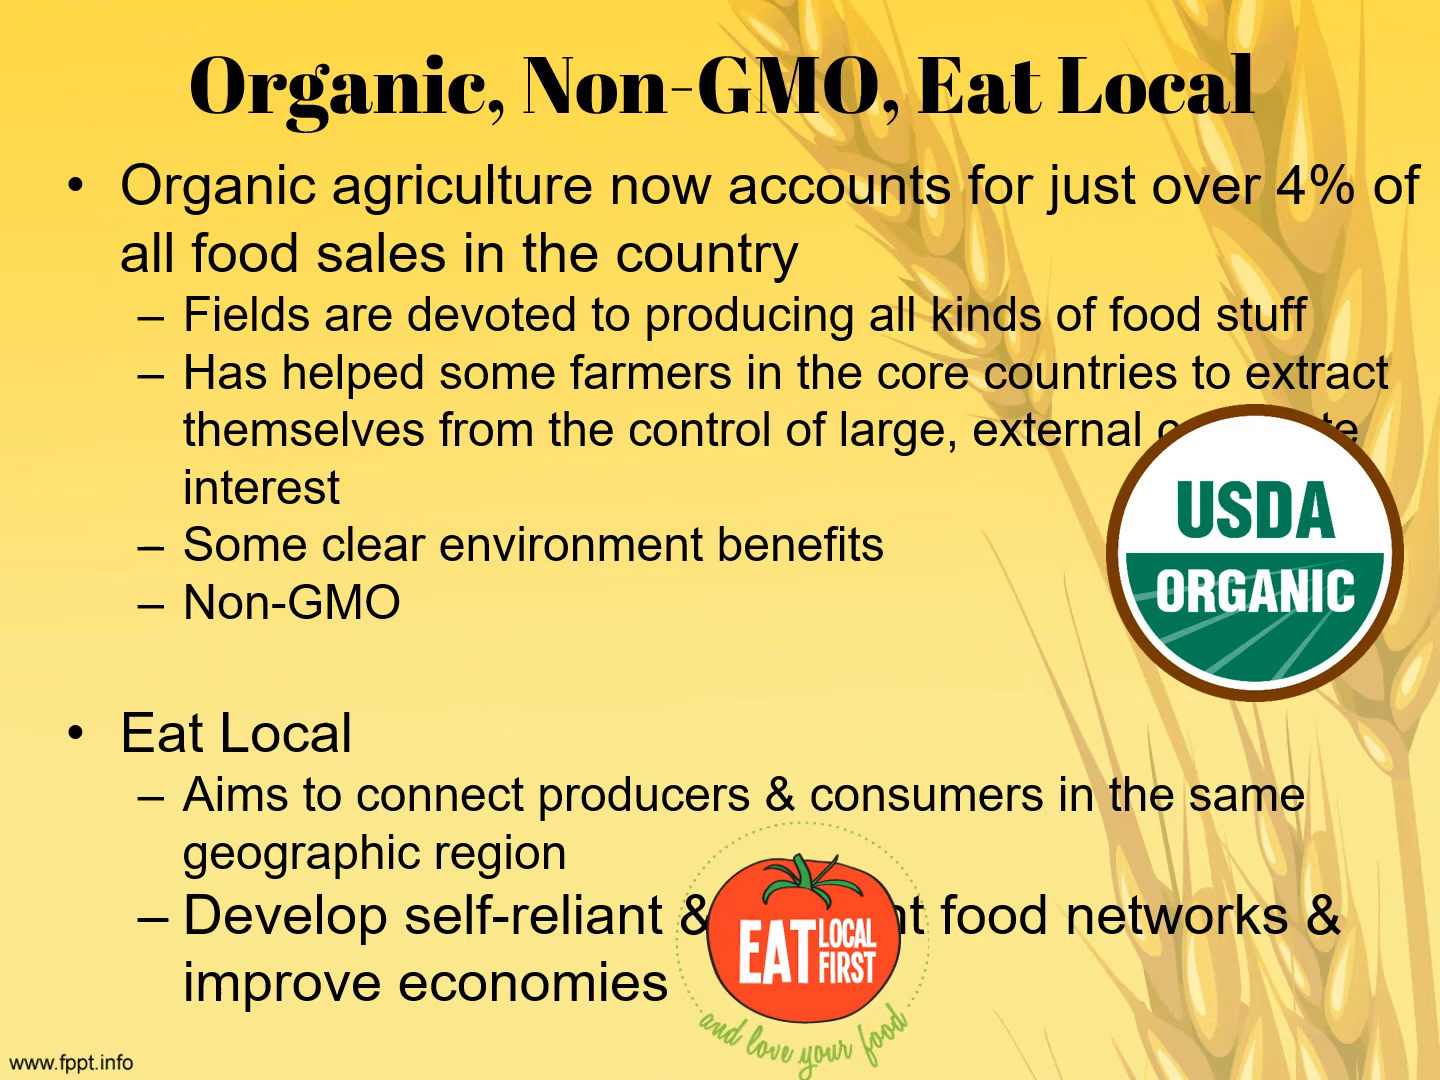 Organic, Non-GMO, Eat Local
• Organic agriculture now accounts for just over 4% of
all food sales in the country
– Fields are devoted to producing all kinds of food stuff
– Has helped some farmers in the core countries to extract
themselves from the control of large, external
interest
– Some clear environment benefits
– Non-GMO
USDA
ORGANIC
• Eat Local
– Aims to connect producers & consumers in the same
geographic region
– Develop self-reliant & food networks &
improve economies
EAT LOCAL FIRST
and love your food
www.fppt.info